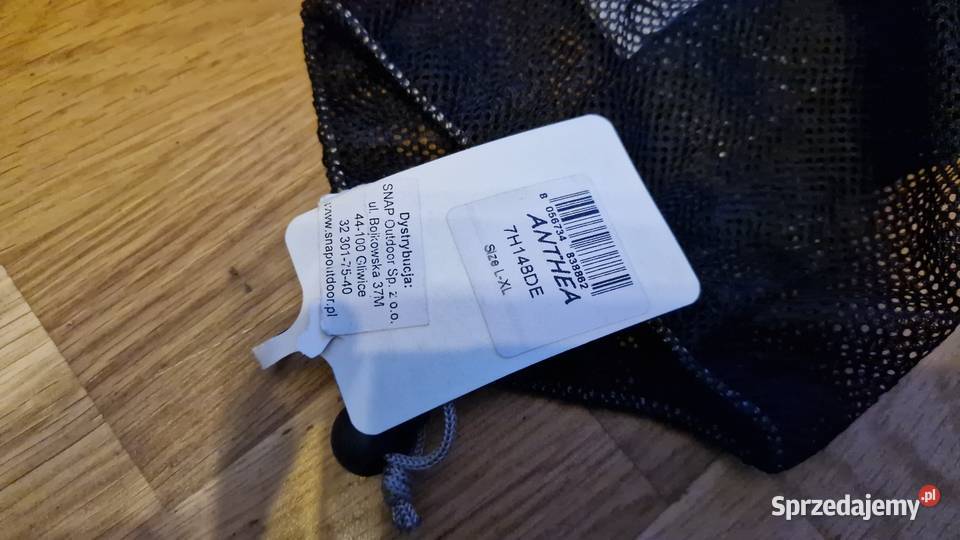 Dystrybucja:
SNAP Outdoor Sp. z o.o.
ul. Bojkowska 37M
44-100 Gliwice
32 301-75-40
www.snapoutdoor.pl
8 056734 838862
ANTHEA
7H148DE
Size L-XL
Sprzedajemy.pl